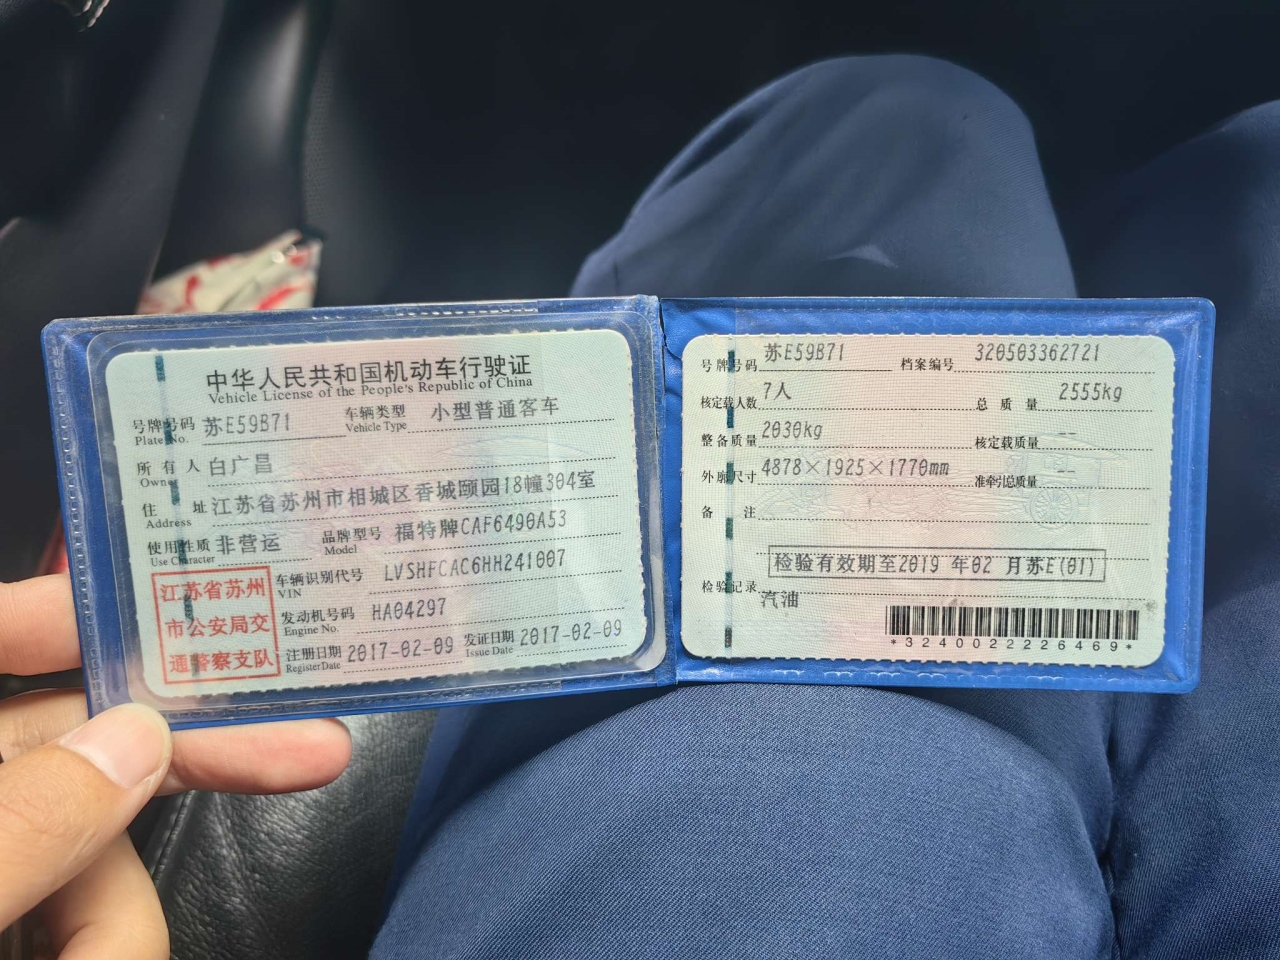 中华人民共和国机动车行驶证
Vehicle License of the People's Republic of China
号牌号码 苏E59B71 车辆类型 小型普通客车
Plate No. Vehicle Type
所有人 白广昌
Owner
住址 江苏省苏州市相城区香城颐园18幢304室
Address
使用性质 非营运 品牌型号 福特牌CAF6490A53
Use Character Model
江苏省苏州
市公安局交
通警察支队
车辆识别代号 LVSHFCAC6HH241007
VIN
发动机号码 HA04297
Engine No.
注册日期 2017-02-09 发证日期 2017-02-09
Register Date Issue Date
号牌号码 苏E59B71 档案编号 320503362721
核定载人数 7人 总质量 2555kg
整备质量 2030kg 核定载质量 --
外廓尺寸 4878×1925×1770mm 准牵引总质量 --
备注
检验有效期至2019年02月苏E(01)
检验记录
汽油
*3240022226469*